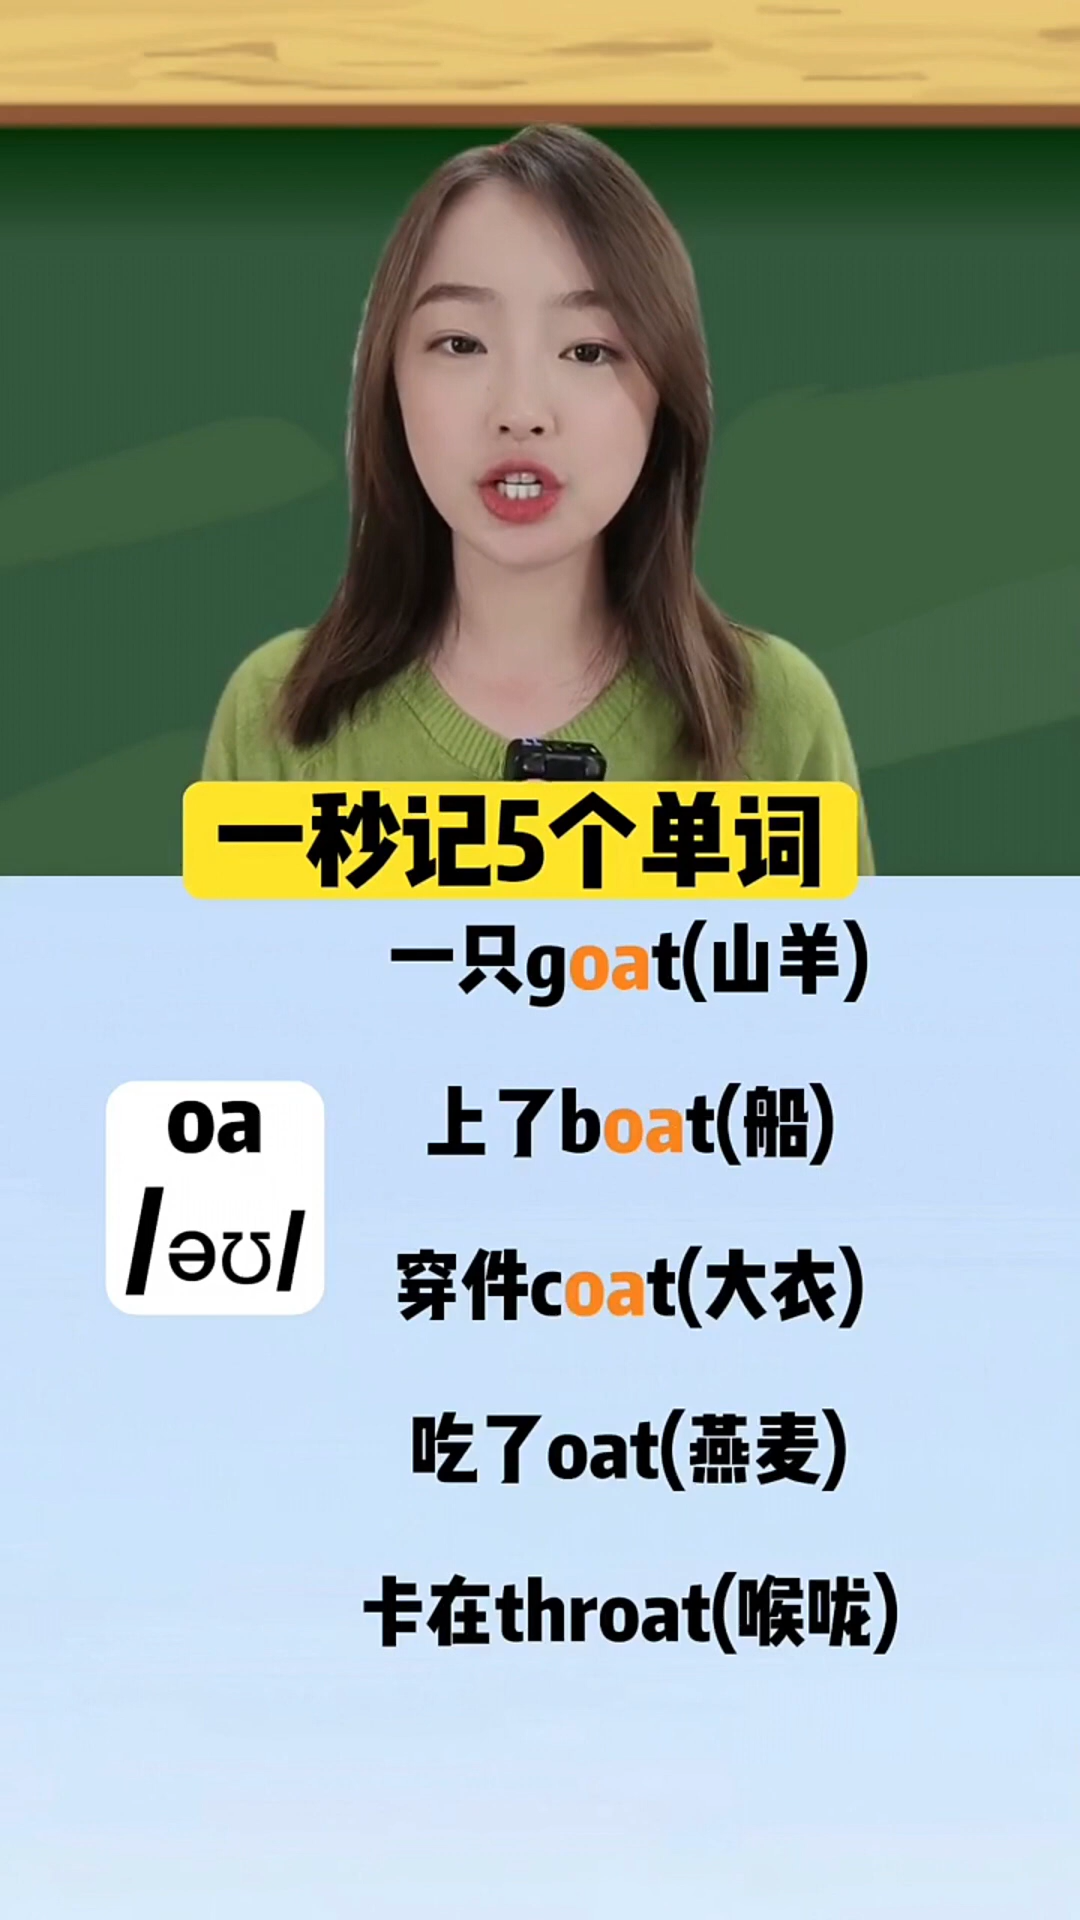 一秒记5个单词
一只goat(山羊)
上了boat(船)
oa
/əʊ/
穿件coat(大衣)
吃了oat(燕麦)
卡在throat(喉咙)